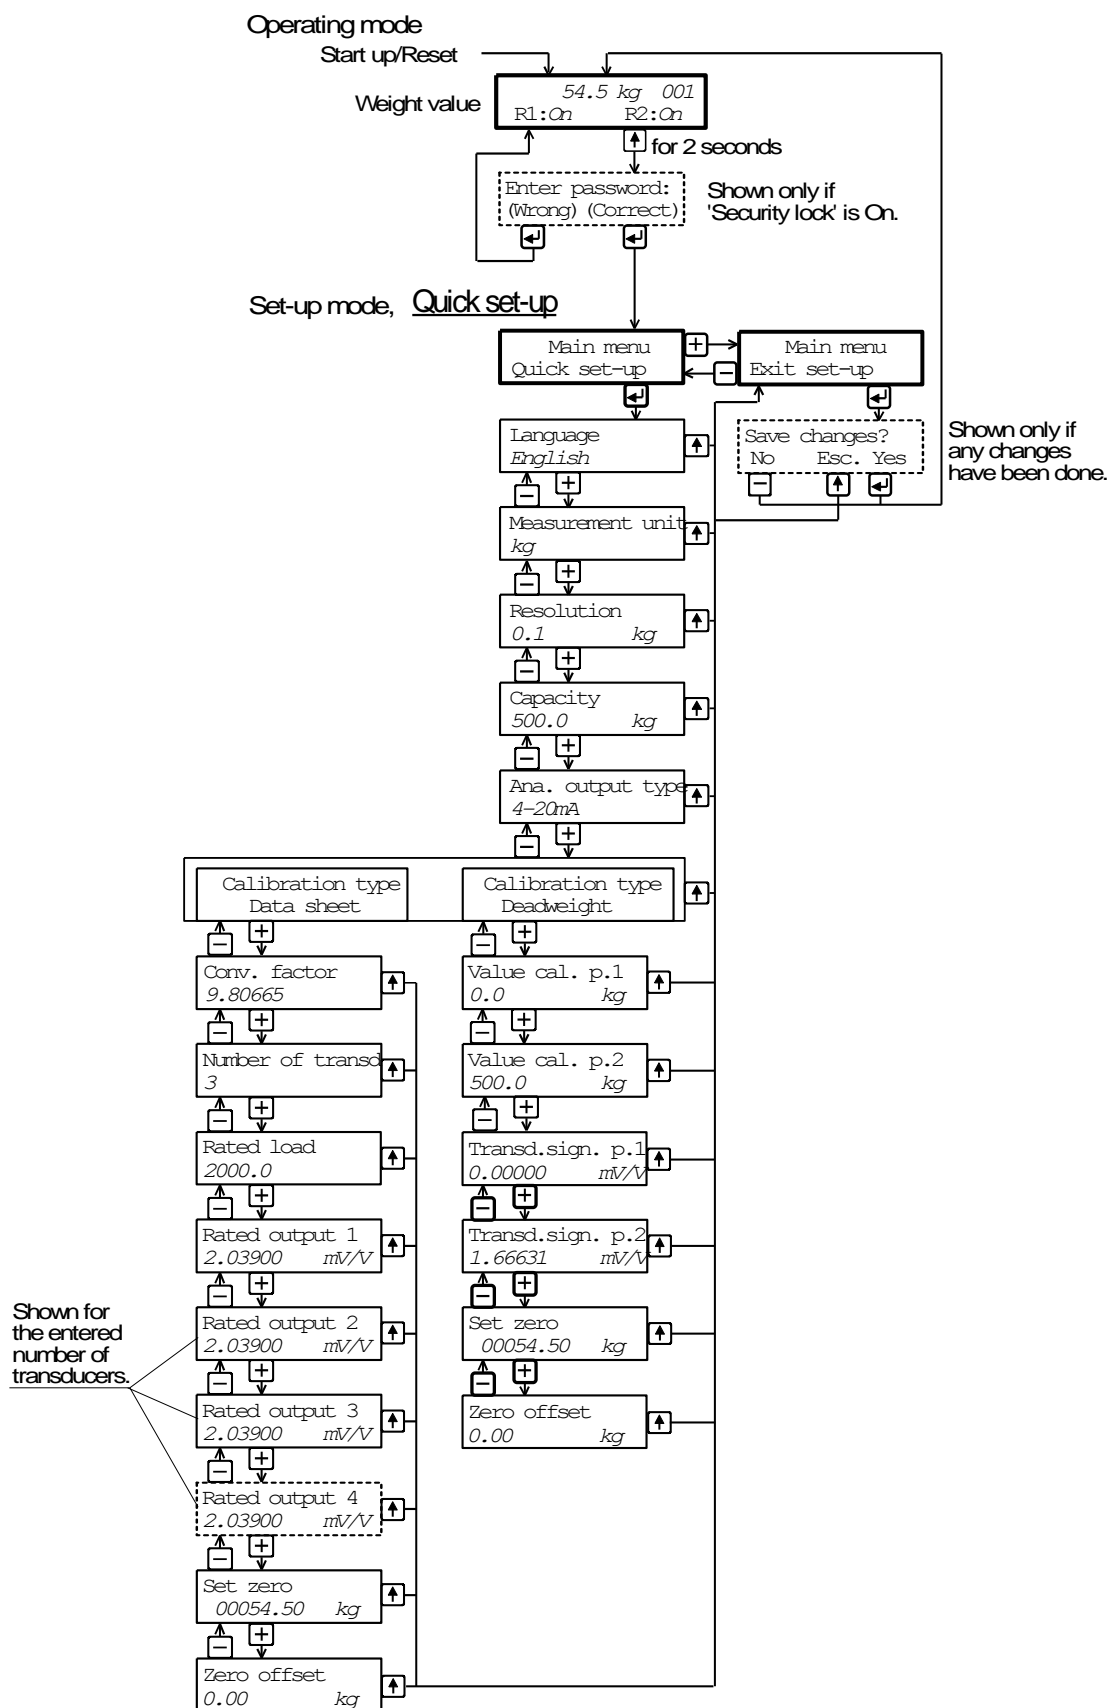 Operating mode
Start up/Reset
Weight value
54.5 kg 001
R1:On R2:On
for 2 seconds
Enter password:
(Wrong) (Correct)
Shown only if
'Security lock' is On.
Set-up mode, Quick set-up
Main menu
Quick set-up
Main menu
Exit set-up
Language
English
Save changes?
No Esc. Yes
Shown only if
any changes
have been done.
Measurement unit
kg
Resolution
0.1 kg
Capacity
500.0 kg
Ana. output type
4-20mA
Calibration type
Data sheet
Calibration type
Deadweight
Conv. factor
9.80665
Value cal. p.1
0.0 kg
Number of transd
3
Value cal. p.2
500.0 kg
Rated load
2000.0
Transd.sign. p.1
0.00000 mV/V
Rated output 1
2.03900 mV/V
Transd.sign. p.2
1.66631 mV/V
Shown for
the entered
number of
transducers.
Rated output 2
2.03900 mV/V
Set zero
00054.50 kg
Rated output 3
2.03900 mV/V
Zero offset
0.00 kg
Rated output 4
2.03900 mV/V
Set zero
00054.50 kg
Zero offset
0.00 kg